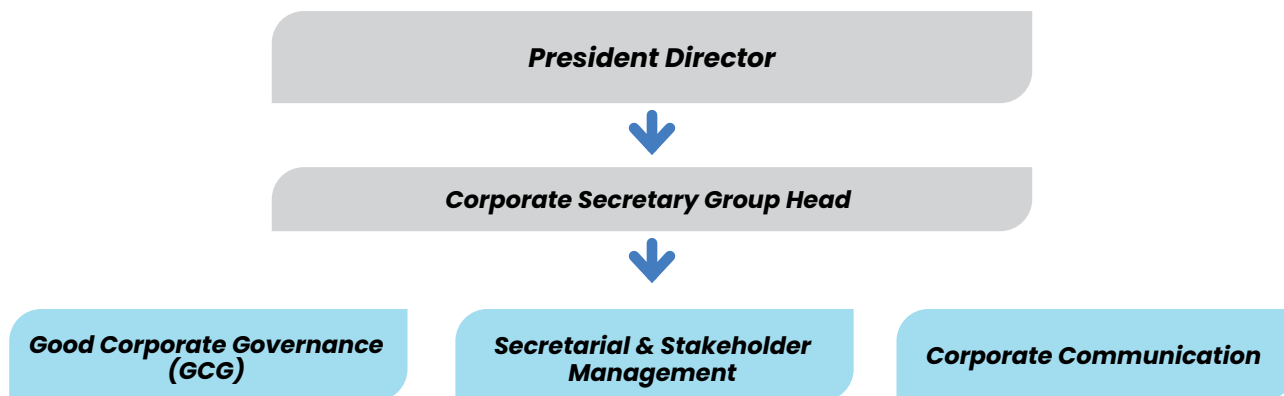 President Director
Corporate Secretary Group Head
Good Corporate Governance
(GCG)
Secretarial & Stakeholder
Management
Corporate Communication